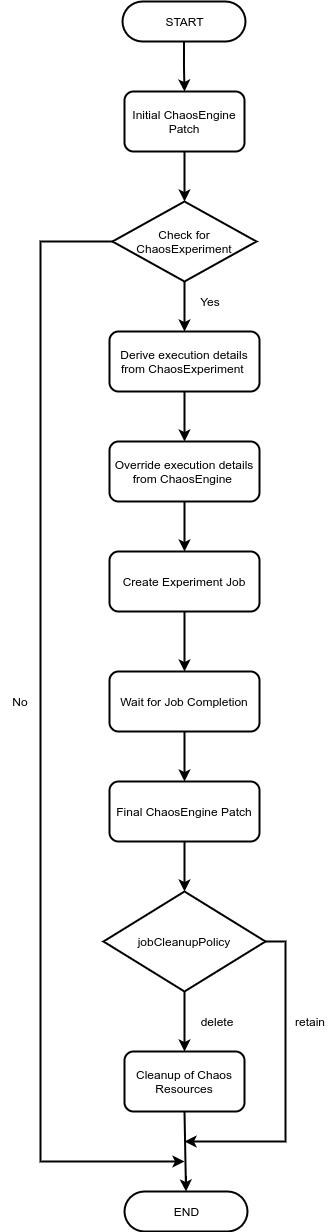 START
Initial ChaosEngine
Patch
Check for
ChaosExperiment
Yes
Derive execution details
from ChaosExperiment
Override execution details
from ChaosEngine
Create Experiment Job
No
Wait for Job Completion
Final ChaosEngine Patch
jobCleanupPolicy
delete
retain
Cleanup of Chaos
Resources
END